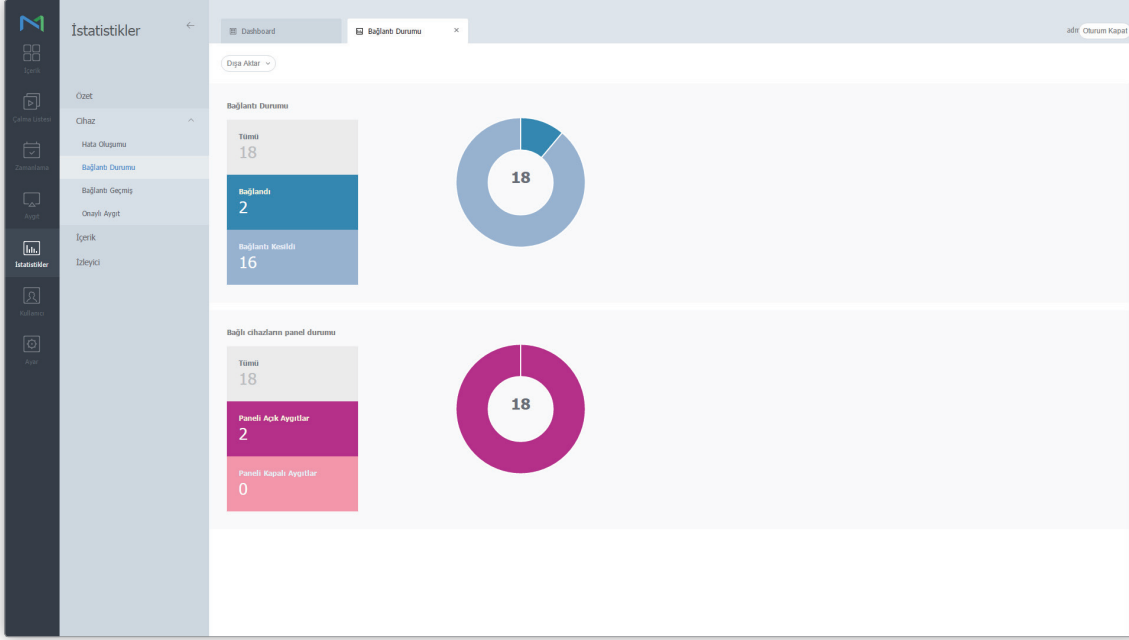 İçerik
Çalma Listesi
Zamanlama
Aygıt
İstatistikler
Kullanıcı
Ayar
İstatistikler
Özet
Cihaz
Hata Oluşumu
Bağlantı Durumu
Bağlantı Geçmiş
Onaylı Aygıt
İçerik
İzleyici
Dashboard
Bağlantı Durumu
adm
Oturum Kapat
Dışa Aktar
Bağlantı Durumu
Tümü
18
Bağlandı
2
Bağlantı Kesildi
16
18
Bağlı cihazların panel durumu
Tümü
18
Paneli Açık Aygıtlar
2
Paneli Kapalı Aygıtlar
0
18